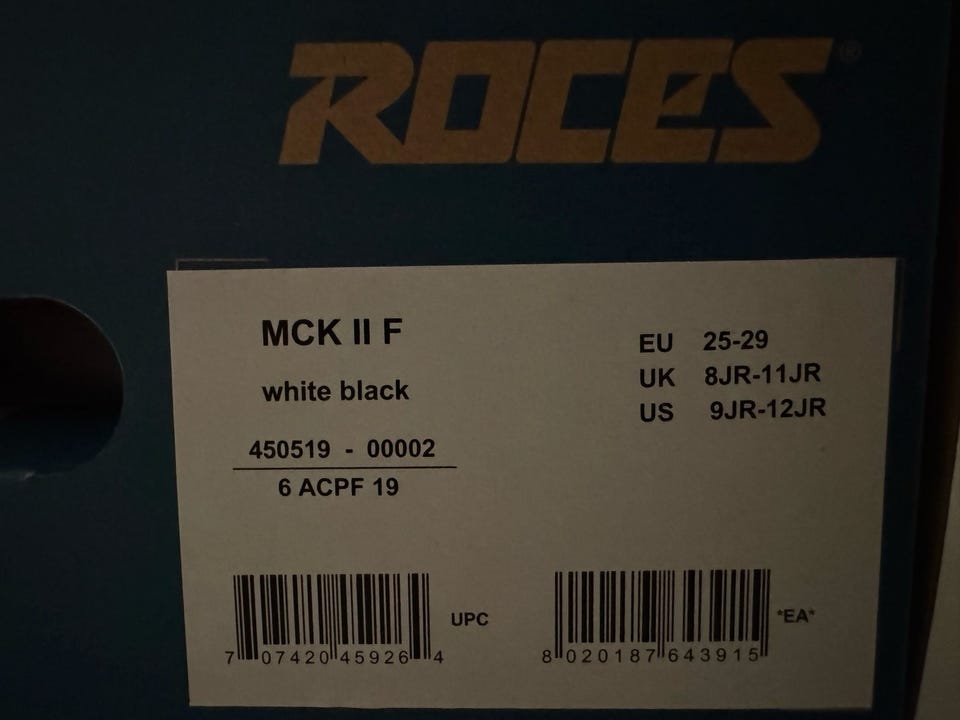 ROCES®
MCK II F
white black
450519 - 00002
6 ACPF 19
EU 25-29
UK 8JR-11JR
US 9JR-12JR
7 07420 45926 4
UPC
8 020187 643915
*EA*